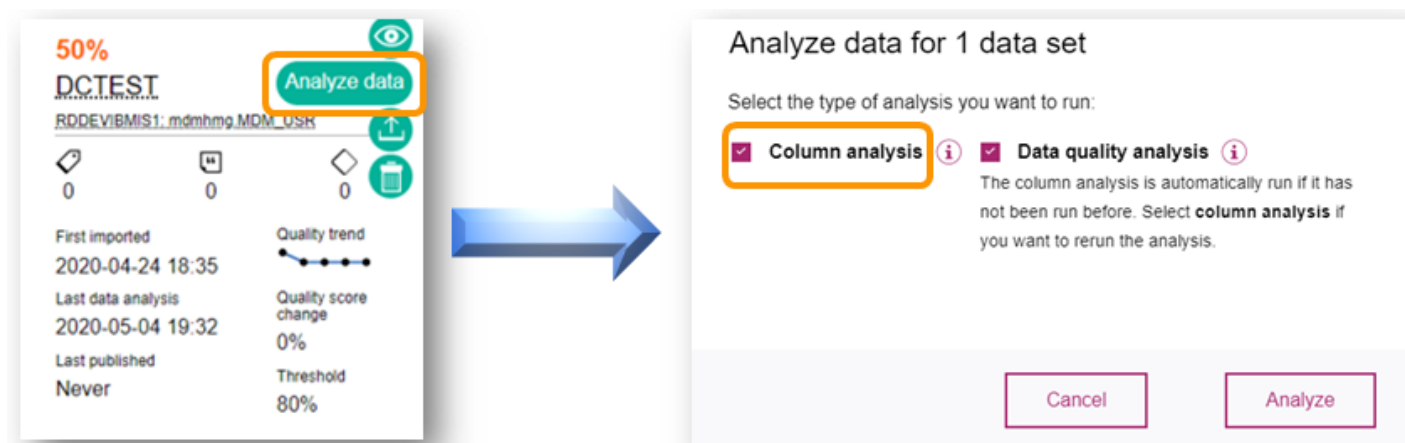 50%
DCTEST
Analyze data
RDDEVIBMIS1: mdmhmg.MDM_USR
0 0 0
First imported
2020-04-24 18:35
Last data analysis
2020-05-04 19:32
Last published
Never
Quality trend
Quality score
change
0%
Threshold
80%
Analyze data for 1 data set
Select the type of analysis you want to run:
Column analysis
Data quality analysis
The column analysis is automatically run if it has
not been run before. Select column analysis if
you want to rerun the analysis.
Cancel
Analyze